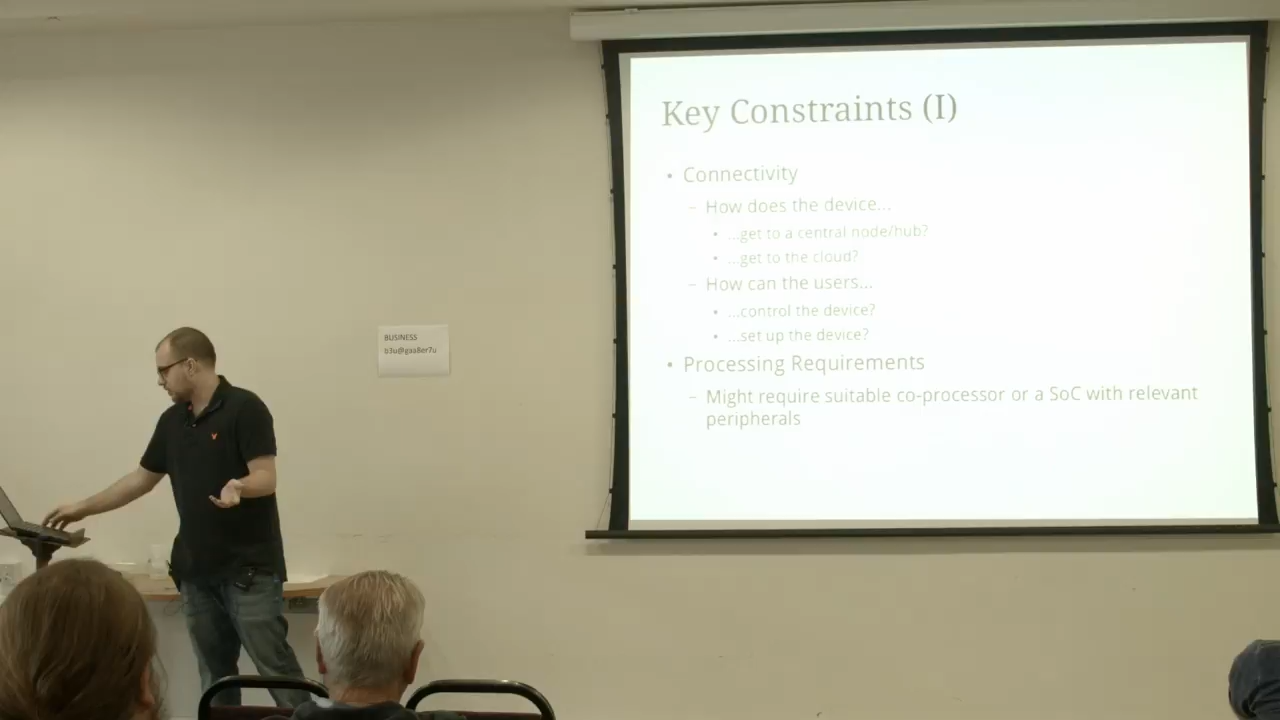 BUSINESS
b3u@gaa8er7u
Key Constraints (I)
• Connectivity
– How does the device...
• ...get to a central node/hub?
• ...get to the cloud?
– How can the users...
• ...control the device?
• ...set up the device?
• Processing Requirements
– Might require suitable co-processor or a SoC with relevant
peripherals